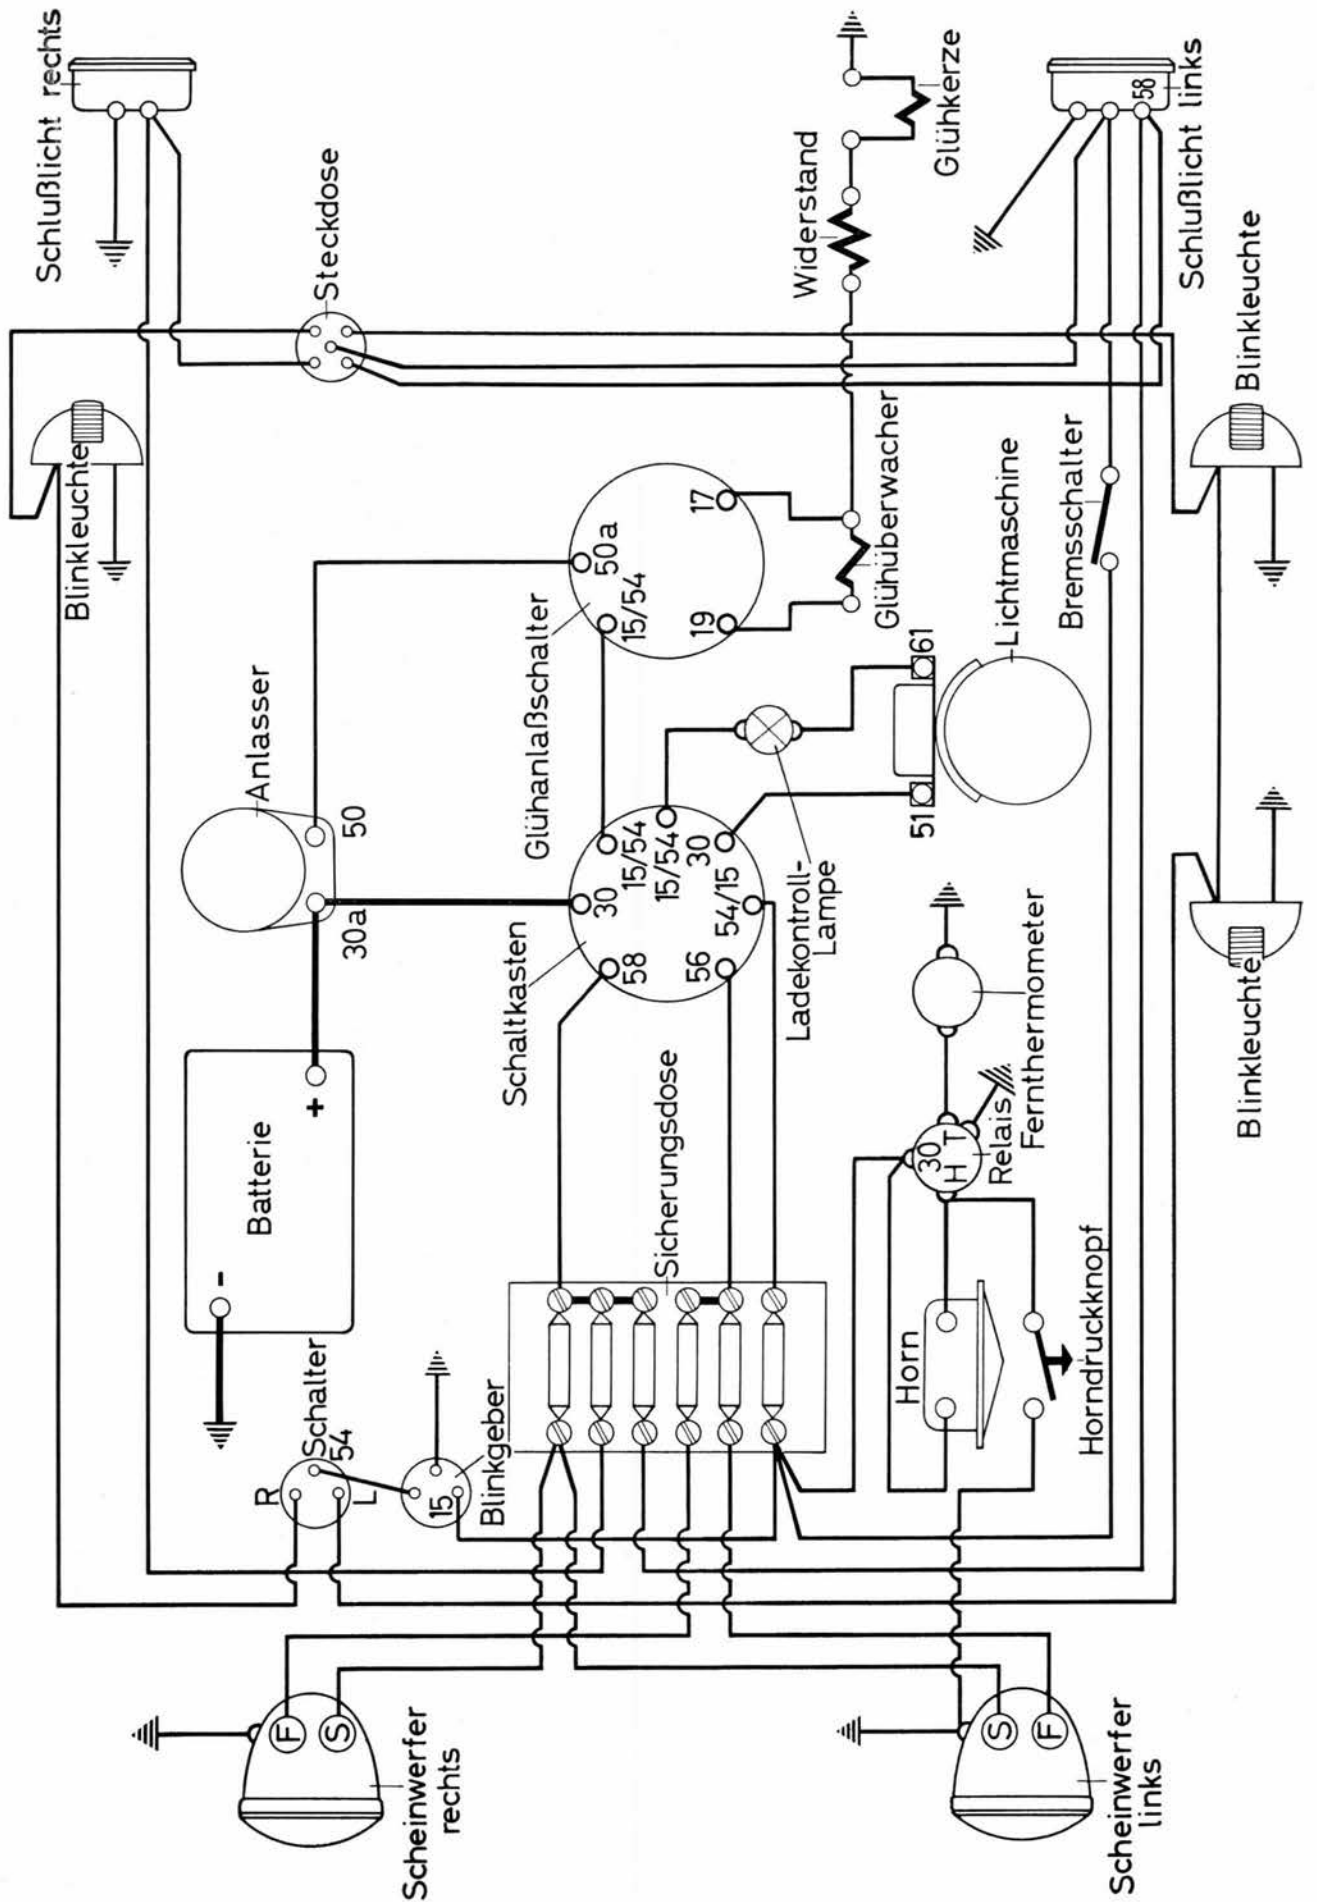 Schlußlicht rechts
Steckdose
Blinkleuchte
Widerstand
Glühkerze
58
Schlußlicht links
Blinkleuchte
Anlasser
50
30a
Glühanlaßschalter
50a
15/54
17
19
Glühüberwacher
Bremsschalter
Lichtmaschine
61
51
Schaltkasten
30
15/54
15/54
30
54/15
56
58
Ladekontroll-
Lampe
Batterie
+
-
Sicherungsdose
Fernthermometer
Relais
30
H
T
Blinkleuchte
Schalter
54
R
L
15
Blinkgeber
Horn
Horndruckknopf
F
S
Scheinwerfer
rechts
S
F
Scheinwerfer
links